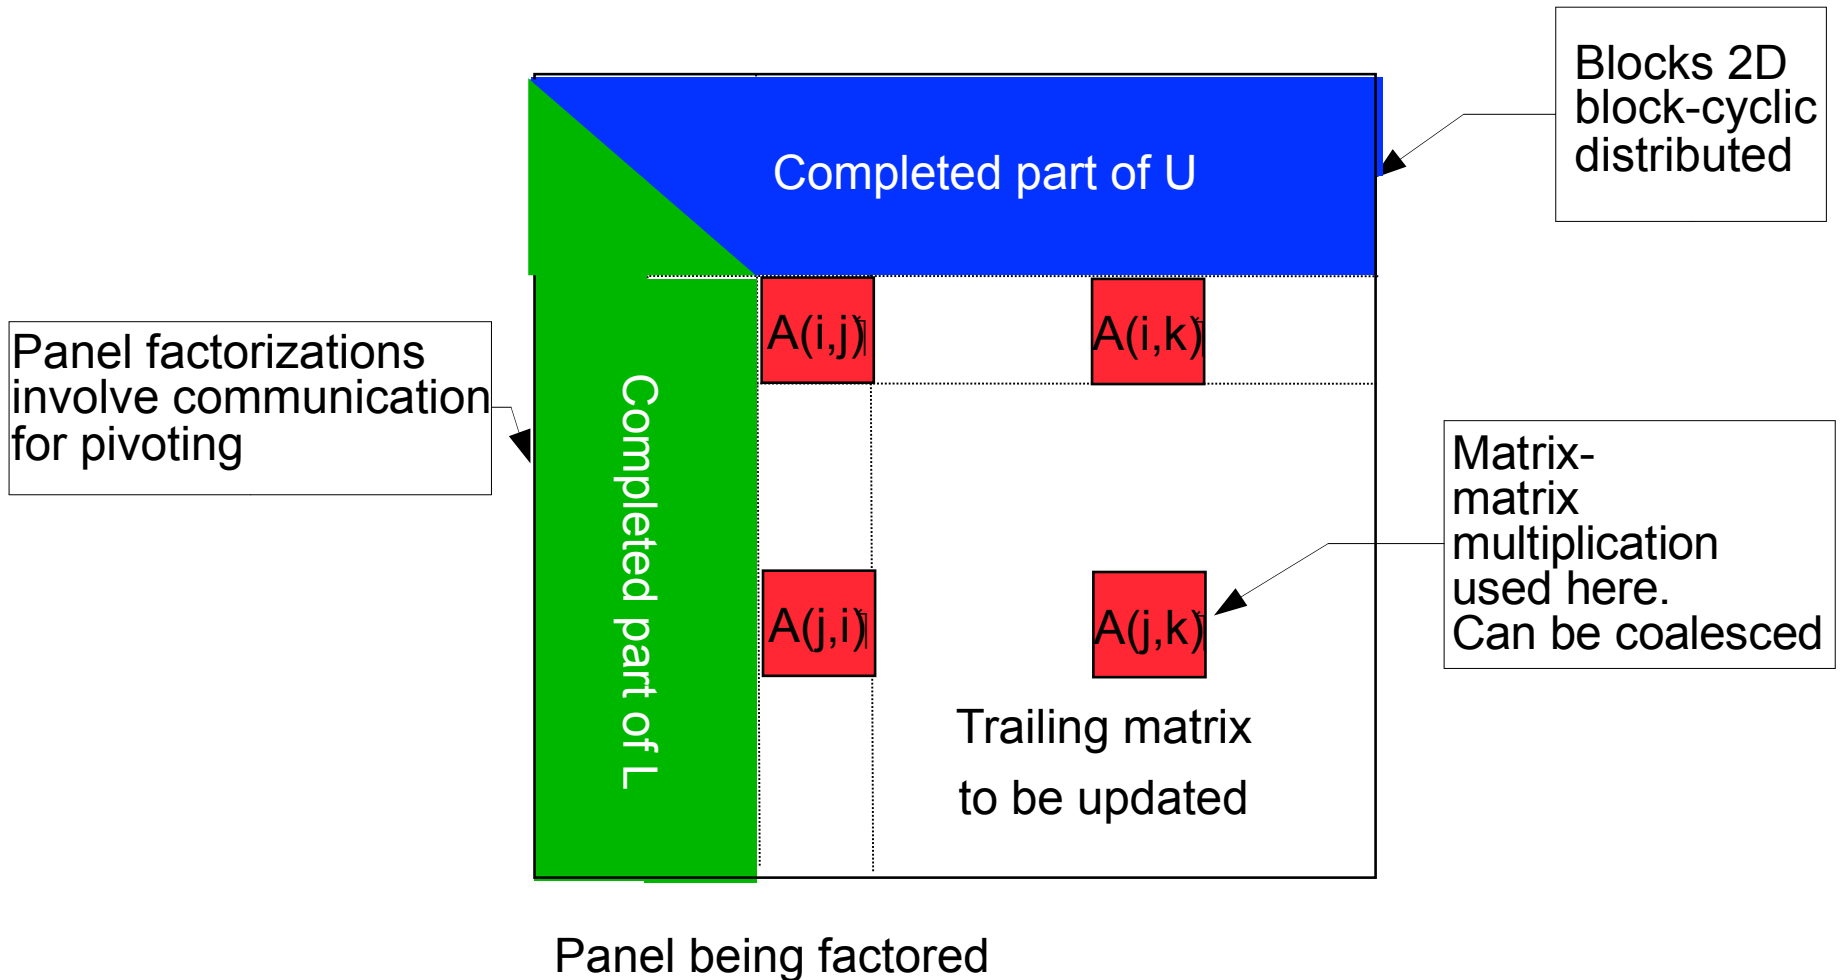 Blocks 2D
block-cyclic
distributed
Completed part of U
A(i,j)
A(i,k)
Panel factorizations
involve communication
for pivoting
Completed part of L
Matrix-
matrix
multiplication
used here.
Can be coalesced
A(j,i)
A(j,k)
Trailing matrix
to be updated
Panel being factored